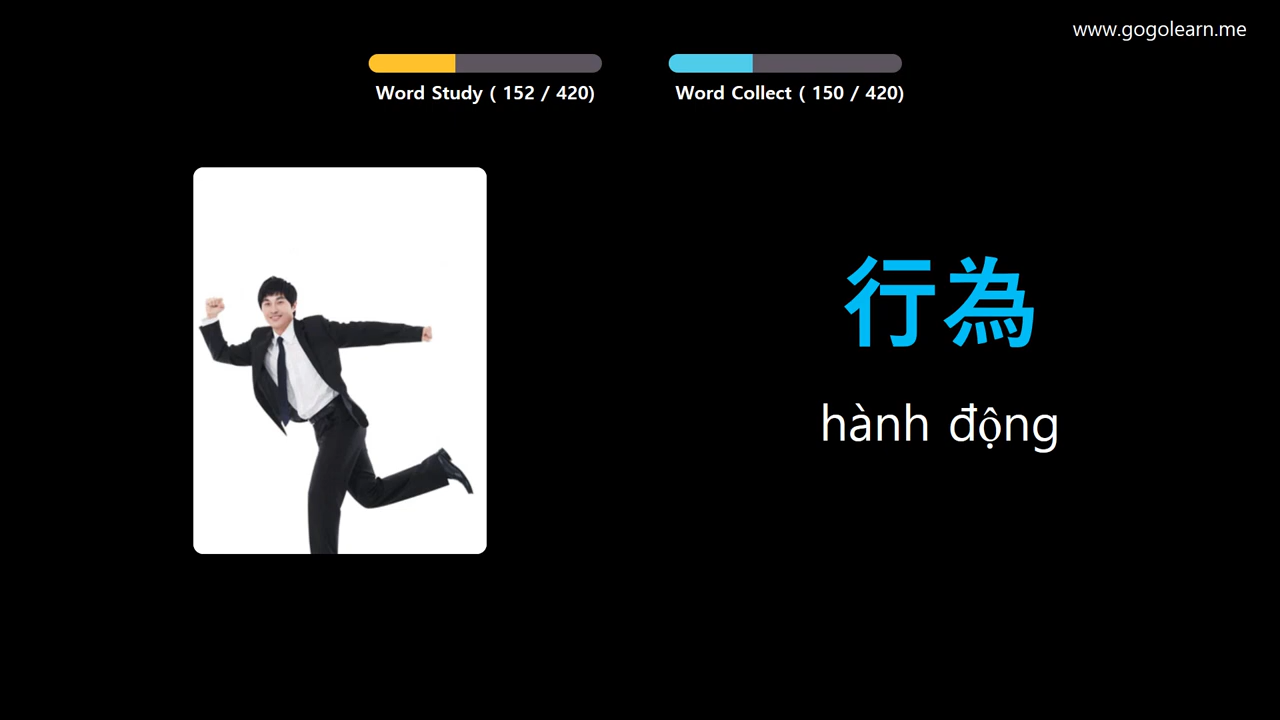 www.gogolearn.me
Word Study ( 152 / 420)
Word Collect ( 150 / 420)
行為
hành động